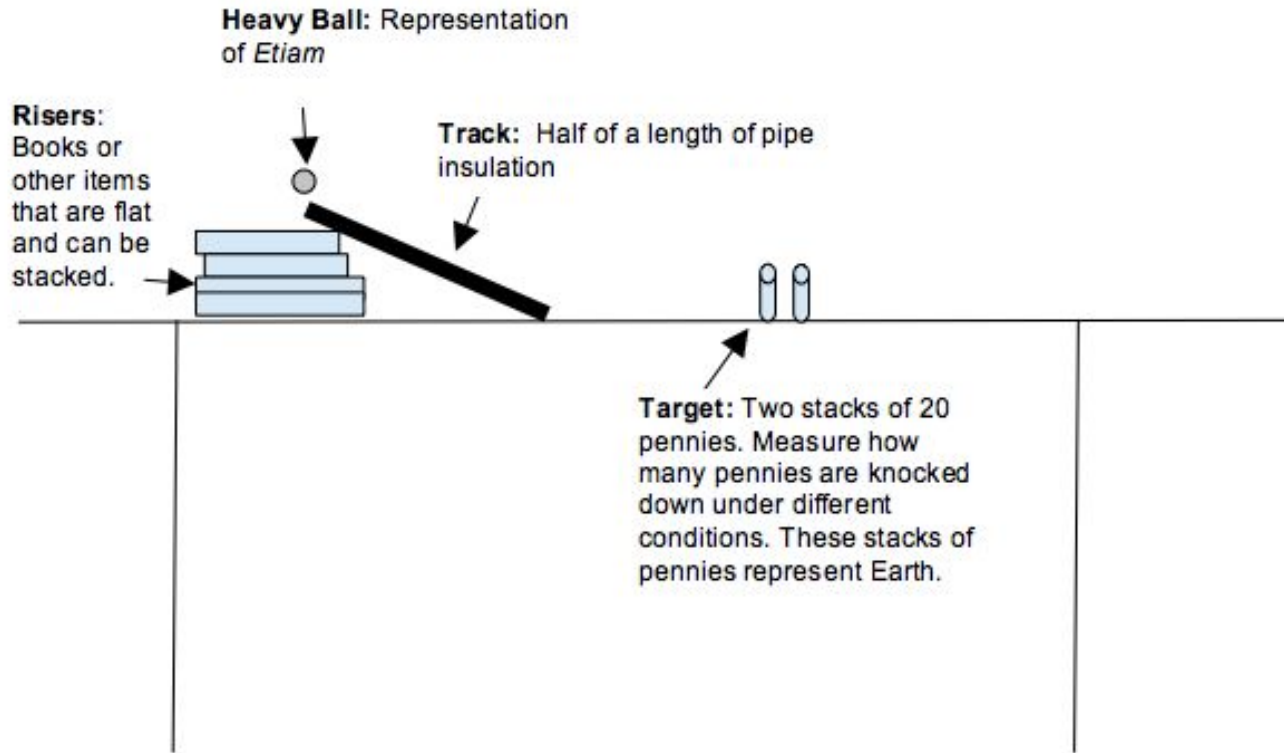 Heavy Ball: Representation
of Etiam
Risers:
Books or
other items
that are flat
and can be
stacked.
Track: Half of a length of pipe
insulation
Target: Two stacks of 20
pennies. Measure how
many pennies are knocked
down under different
conditions. These stacks of
pennies represent Earth.